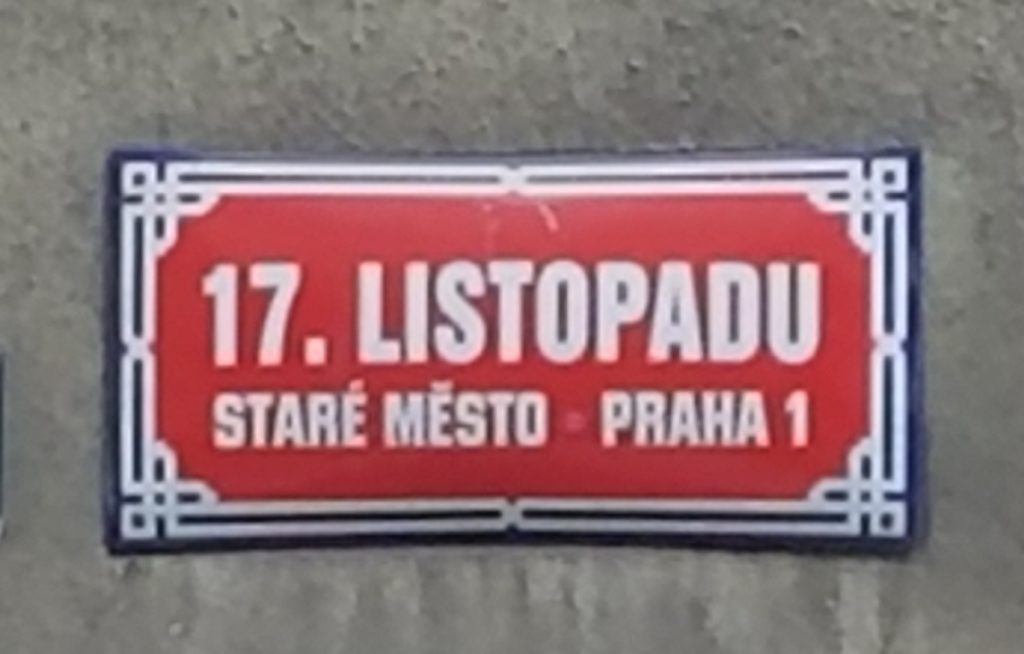 17. LISTOPADU
STARÉ MĚSTO - PRAHA 1